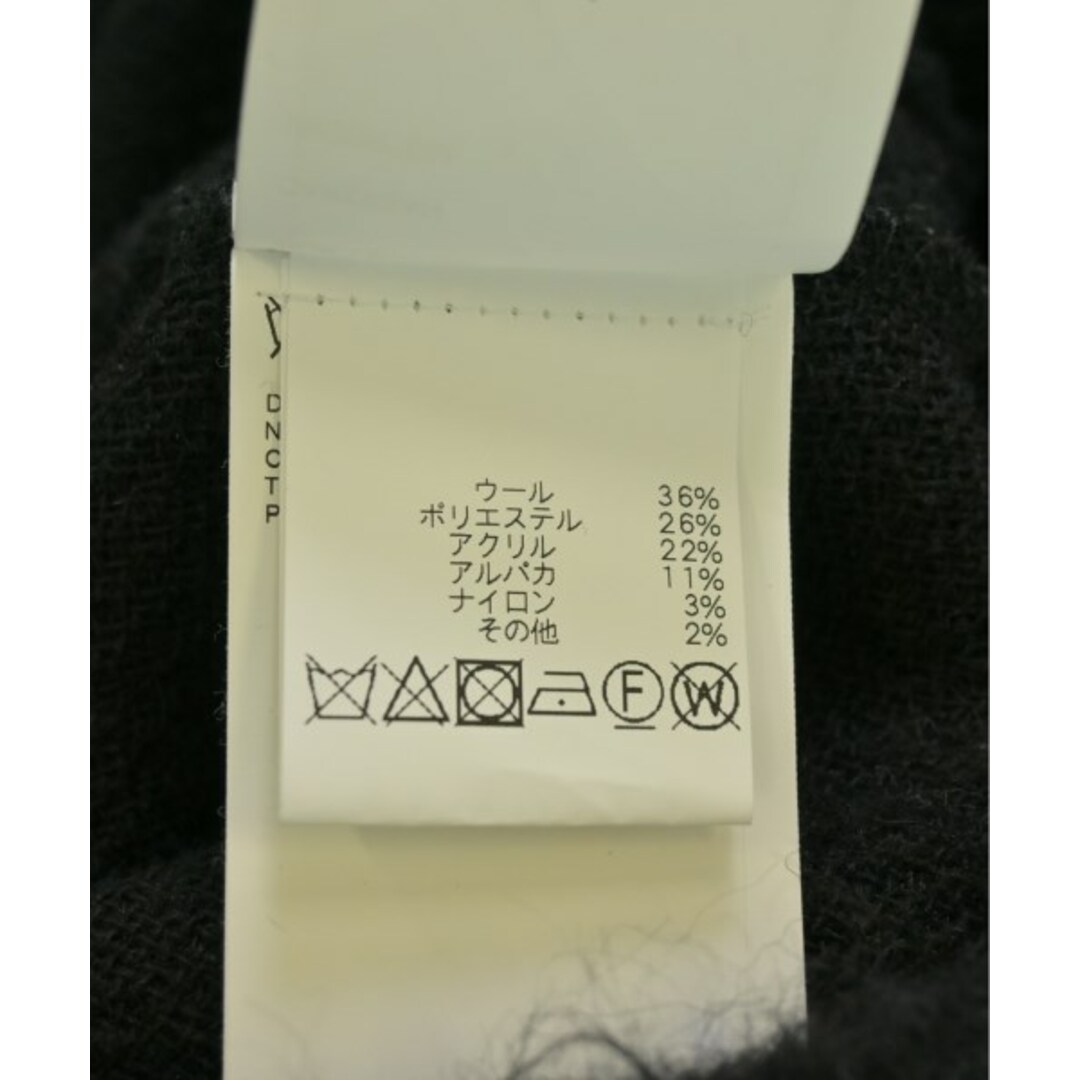 ウール 36%
ポリエステル 26%
アクリル 22%
アルパカ 11%
ナイロン 3%
その他 2%
F W
D
N
C
T
P